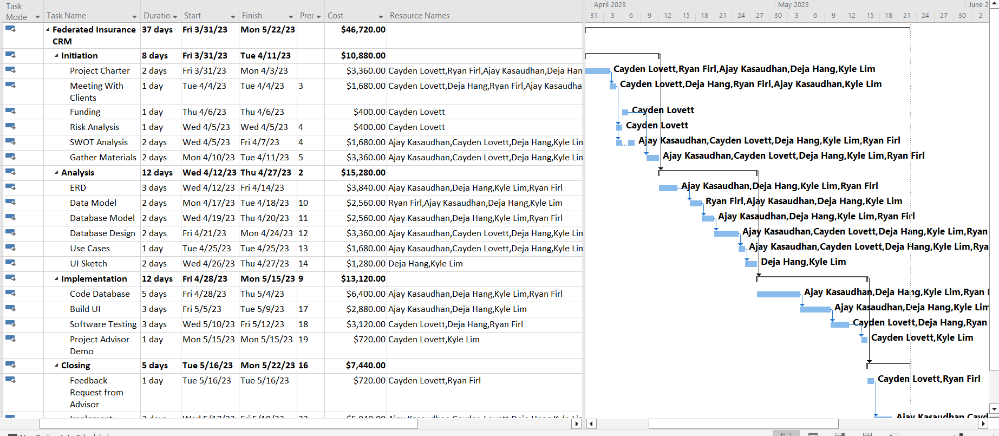 Task Mode Task Name Duratio Start Finish Prec Cost Resource Names
Federated Insurance CRM 37 days Fri 3/31/23 Mon 5/22/23 $46,720.00
Initiation 8 days Fri 3/31/23 Tue 4/11/23 $10,880.00
Project Charter 2 days Fri 3/31/23 Mon 4/3/23 $3,360.00 Cayden Lovett,Ryan Firl,Ajay Kasaudhan,Deja Han
Meeting With Clients 1 day Tue 4/4/23 Tue 4/4/23 3 $1,680.00 Cayden Lovett,Deja Hang,Ryan Firl,Ajay Kasaudha
Funding 1 day Thu 4/6/23 Thu 4/6/23 $400.00 Cayden Lovett
Risk Analysis 1 day Wed 4/5/23 Wed 4/5/23 4 $400.00 Cayden Lovett
SWOT Analysis 2 days Wed 4/5/23 Fri 4/7/23 4 $1,680.00 Ajay Kasaudhan,Cayden Lovett,Deja Hang,Kyle Lim
Gather Materials 2 days Mon 4/10/23 Tue 4/11/23 5 $3,360.00 Ajay Kasaudhan,Cayden Lovett,Deja Hang,Kyle Lim
Analysis 12 days Wed 4/12/23 Thu 4/27/23 2 $15,280.00
ERD 3 days Wed 4/12/23 Fri 4/14/23 $3,840.00 Ajay Kasaudhan,Deja Hang,Kyle Lim,Ryan Firl
Data Model 2 days Mon 4/17/23 Tue 4/18/23 10 $2,560.00 Ryan Firl,Ajay Kasaudhan,Deja Hang,Kyle Lim
Database Model 2 days Wed 4/19/23 Thu 4/20/23 11 $2,560.00 Ajay Kasaudhan,Deja Hang,Kyle Lim,Ryan Firl
Database Design 2 days Fri 4/21/23 Mon 4/24/23 12 $3,360.00 Ajay Kasaudhan,Cayden Lovett,Deja Hang,Kyle Lim
Use Cases 1 day Tue 4/25/23 Tue 4/25/23 13 $1,680.00 Ajay Kasaudhan,Cayden Lovett,Deja Hang,Kyle Lim
UI Sketch 2 days Wed 4/26/23 Thu 4/27/23 14 $1,280.00 Deja Hang,Kyle Lim
Implementation 12 days Fri 4/28/23 Mon 5/15/23 9 $13,120.00
Code Database 5 days Fri 4/28/23 Thu 5/4/23 $6,400.00 Ajay Kasaudhan,Deja Hang,Kyle Lim,Ryan Firl
Build UI 3 days Fri 5/5/23 Tue 5/9/23 17 $2,880.00 Ajay Kasaudhan,Deja Hang,Kyle Lim
Software Testing 3 days Wed 5/10/23 Fri 5/12/23 18 $3,120.00 Cayden Lovett,Deja Hang,Ryan Firl
Project Advisor Demo 1 day Mon 5/15/23 Mon 5/15/23 19 $720.00 Cayden Lovett,Kyle Lim
Closing 5 days Tue 5/16/23 Mon 5/22/23 16 $7,440.00
Feedback Request from Advisor 1 day Tue 5/16/23 Tue 5/16/23 $720.00 Cayden Lovett,Ryan Firl
April 2023 May 2023 June 2
31 3 6 9 12 15 18 21 24 27 30 3 6 9 12 15 18 21 24 27 30 2
Cayden Lovett,Ryan Firl,Ajay Kasaudhan,Deja Hang,Kyle Lim
Cayden Lovett,Deja Hang,Ryan Firl,Ajay Kasaudhan,Kyle Lim
Cayden Lovett
Cayden Lovett
Ajay Kasaudhan,Cayden Lovett,Deja Hang,Kyle Lim,Ryan Firl
Ajay Kasaudhan,Cayden Lovett,Deja Hang,Kyle Lim,Ryan Firl
Ajay Kasaudhan,Deja Hang,Kyle Lim,Ryan Firl
Ryan Firl,Ajay Kasaudhan,Deja Hang,Kyle Lim
Ajay Kasaudhan,Deja Hang,Kyle Lim,Ryan Firl
Ajay Kasaudhan,Cayden Lovett,Deja Hang,Kyle Lim,Ryan
Ajay Kasaudhan,Cayden Lovett,Deja Hang,Kyle Lim,Rya
Deja Hang,Kyle Lim
Ajay Kasaudhan,Deja Hang,Kyle Lim,Ryan
Ajay Kasaudhan,Deja Hang,Kyle Lim
Cayden Lovett,Deja Hang,Ryan
Cayden Lovett,Kyle Lim
Cayden Lovett,Ryan Firl
Ajay Kasaudhan,Cayd